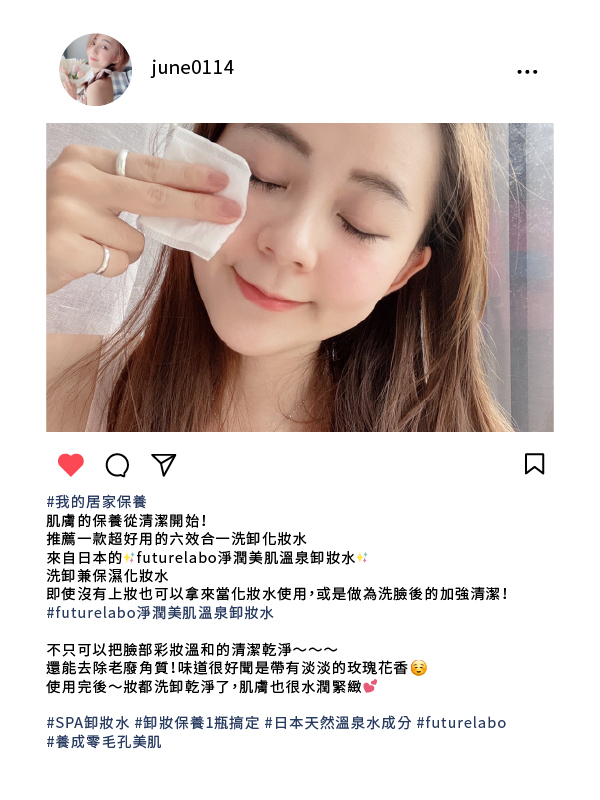 june0114
#我的居家保養
肌膚的保養從清潔開始！
推薦一款超好用的六效合一洗卸化妝水
來自日本的✨futurelabo淨潤美肌溫泉卸妝水✨
洗卸兼保濕化妝水
即使沒有上妝也可以拿來當化妝水使用，或是做為洗臉後的加強清潔！
#futurelabo淨潤美肌溫泉卸妝水
不只可以把臉部彩妝溫和的清潔乾淨～～～
還能去除老廢角質！味道很好聞是帶有淡淡的玫瑰花香☺️
使用完後～妝都洗卸乾淨了，肌膚也很水潤緊緻💕
#SPA卸妝水 #卸妝保養1瓶搞定 #日本天然溫泉水成分 #futurelabo
#養成零毛孔美肌